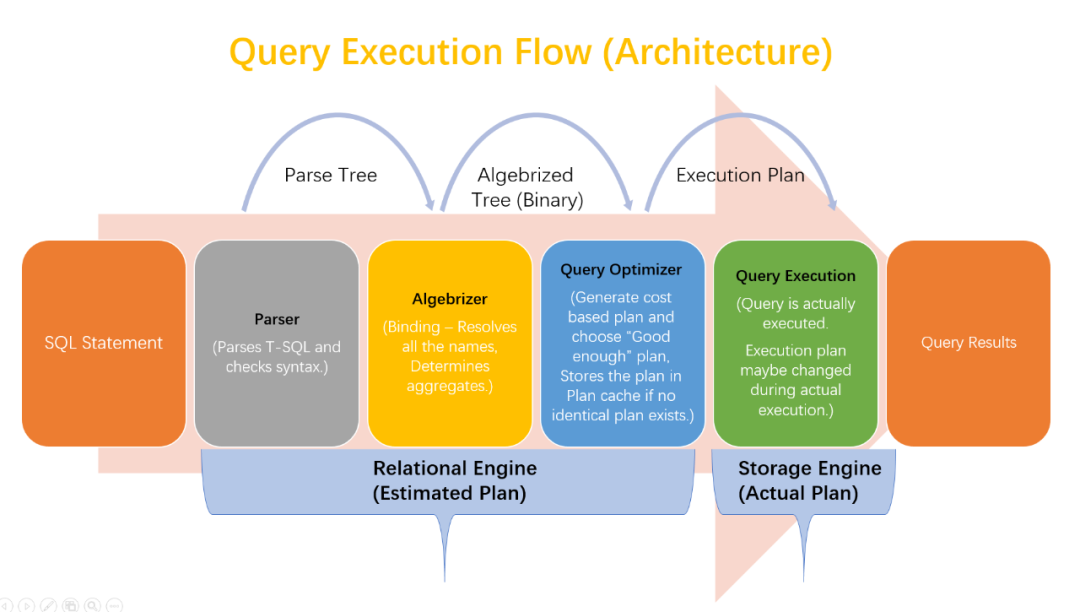 Query Execution Flow (Architecture)
Parse Tree
Algebrized
Tree (Binary)
Execution Plan
SQL Statement
Parser
(Parses T-SQL and
checks syntax.)
Algebrizer
(Binding – Resolves
all the names,
Determines
aggregates.)
Query Optimizer
(Generate cost
based plan and
choose "Good
enough" plan,
Stores the plan in
Plan cache if no
identical plan exists.)
Query Execution
(Query is actually
executed.
Execution plan
maybe changed
during actual
execution.)
Query Results
Relational Engine
(Estimated Plan)
Storage Engine
(Actual Plan)